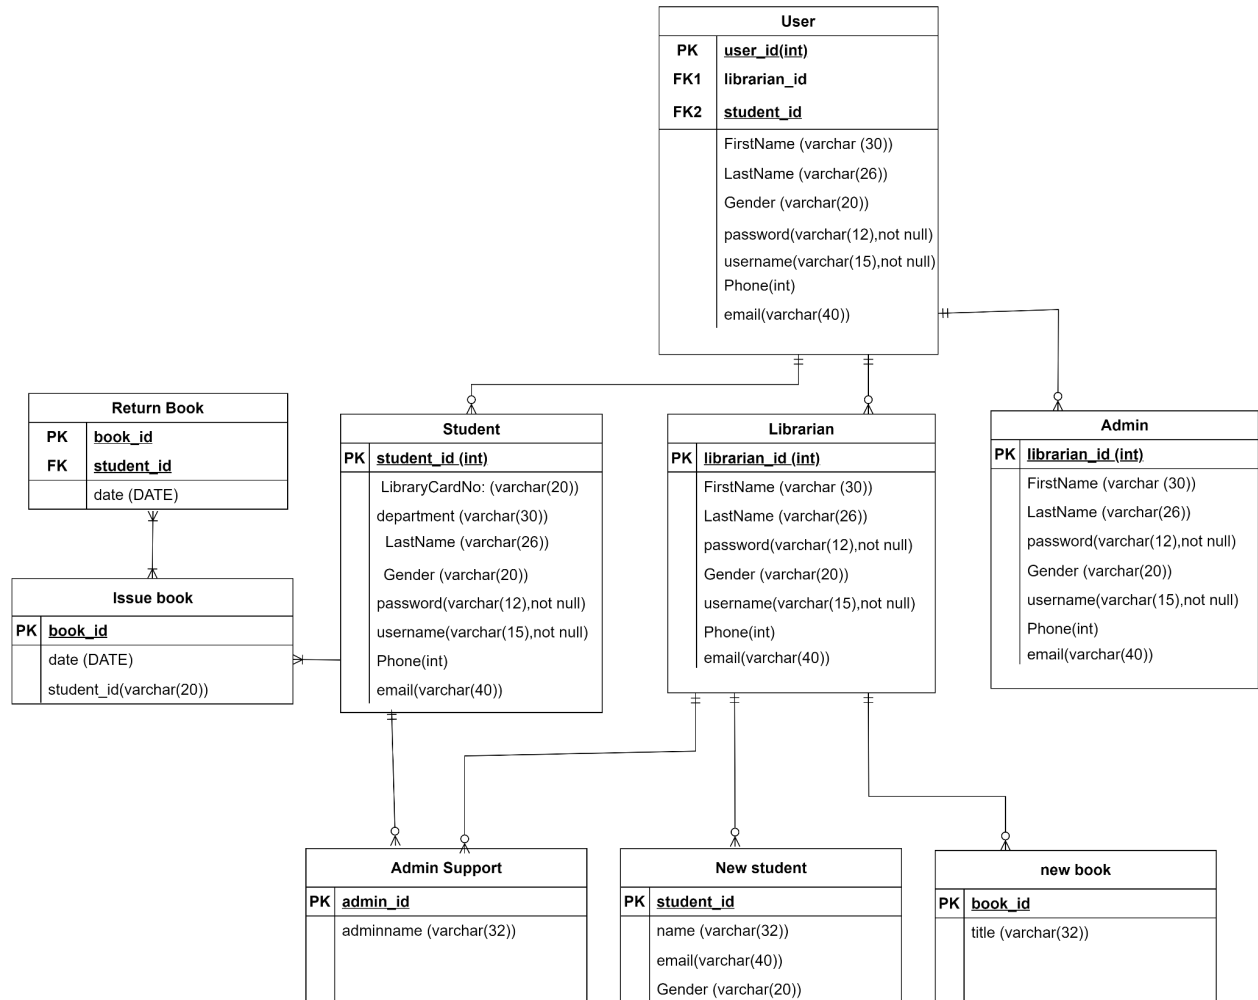 User
PK user_id(int)
FK1 librarian_id
FK2 student_id
FirstName (varchar (30))
LastName (varchar(26))
Gender (varchar(20))
password(varchar(12),not null)
username(varchar(15),not null)
Phone(int)
email(varchar(40))
Return Book
PK book_id
FK student_id
date (DATE)
Issue book
PK book_id
date (DATE)
student_id(varchar(20))
Student
PK student_id (int)
LibraryCardNo: (varchar(20))
department (varchar(30))
LastName (varchar(26))
Gender (varchar(20))
password(varchar(12),not null)
username(varchar(15),not null)
Phone(int)
email(varchar(40))
Librarian
PK librarian_id (int)
FirstName (varchar (30))
LastName (varchar(26))
password(varchar(12),not null)
Gender (varchar(20))
username(varchar(15),not null)
Phone(int)
email(varchar(40))
Admin
PK librarian_id (int)
FirstName (varchar (30))
LastName (varchar(26))
password(varchar(12),not null)
Gender (varchar(20))
username(varchar(15),not null)
Phone(int)
email(varchar(40))
Admin Support
PK admin_id
adminname (varchar(32))
New student
PK student_id
name (varchar(32))
email(varchar(40))
Gender (varchar(20))
new book
PK book_id
title (varchar(32))